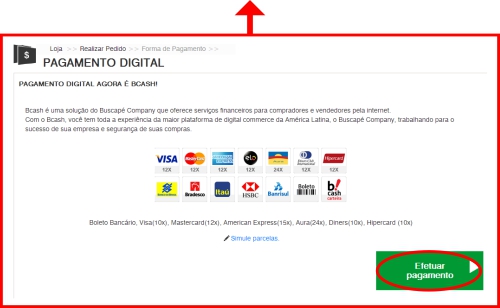 Loja >> Realizar Pedido >> Forma de Pagamento >>
$ PAGAMENTO DIGITAL
PAGAMENTO DIGITAL AGORA É BCASH!
Bcash é uma solução do Buscapé Company que oferece serviços financeiros para compradores e vendedores pela internet.
Com o Bcash, você tem toda a experiência da maior plataforma de digital commerce da América Latina, o Buscapé Company, trabalhando para o
sucesso de sua empresa e segurança de suas compras.
VISA MasterCard elo Hipercard
12X 12X 12X 12X 24X 12X 12X
Bradesco Itaú HSBC Banrisul Boleto b!cash carteira
Boleto Bancário, Visa(10x), Mastercard(12x), American Express(15x), Aura(24x), Diners(10x), Hipercard (10x)
Simule parcelas.
Efetuar
pagamento